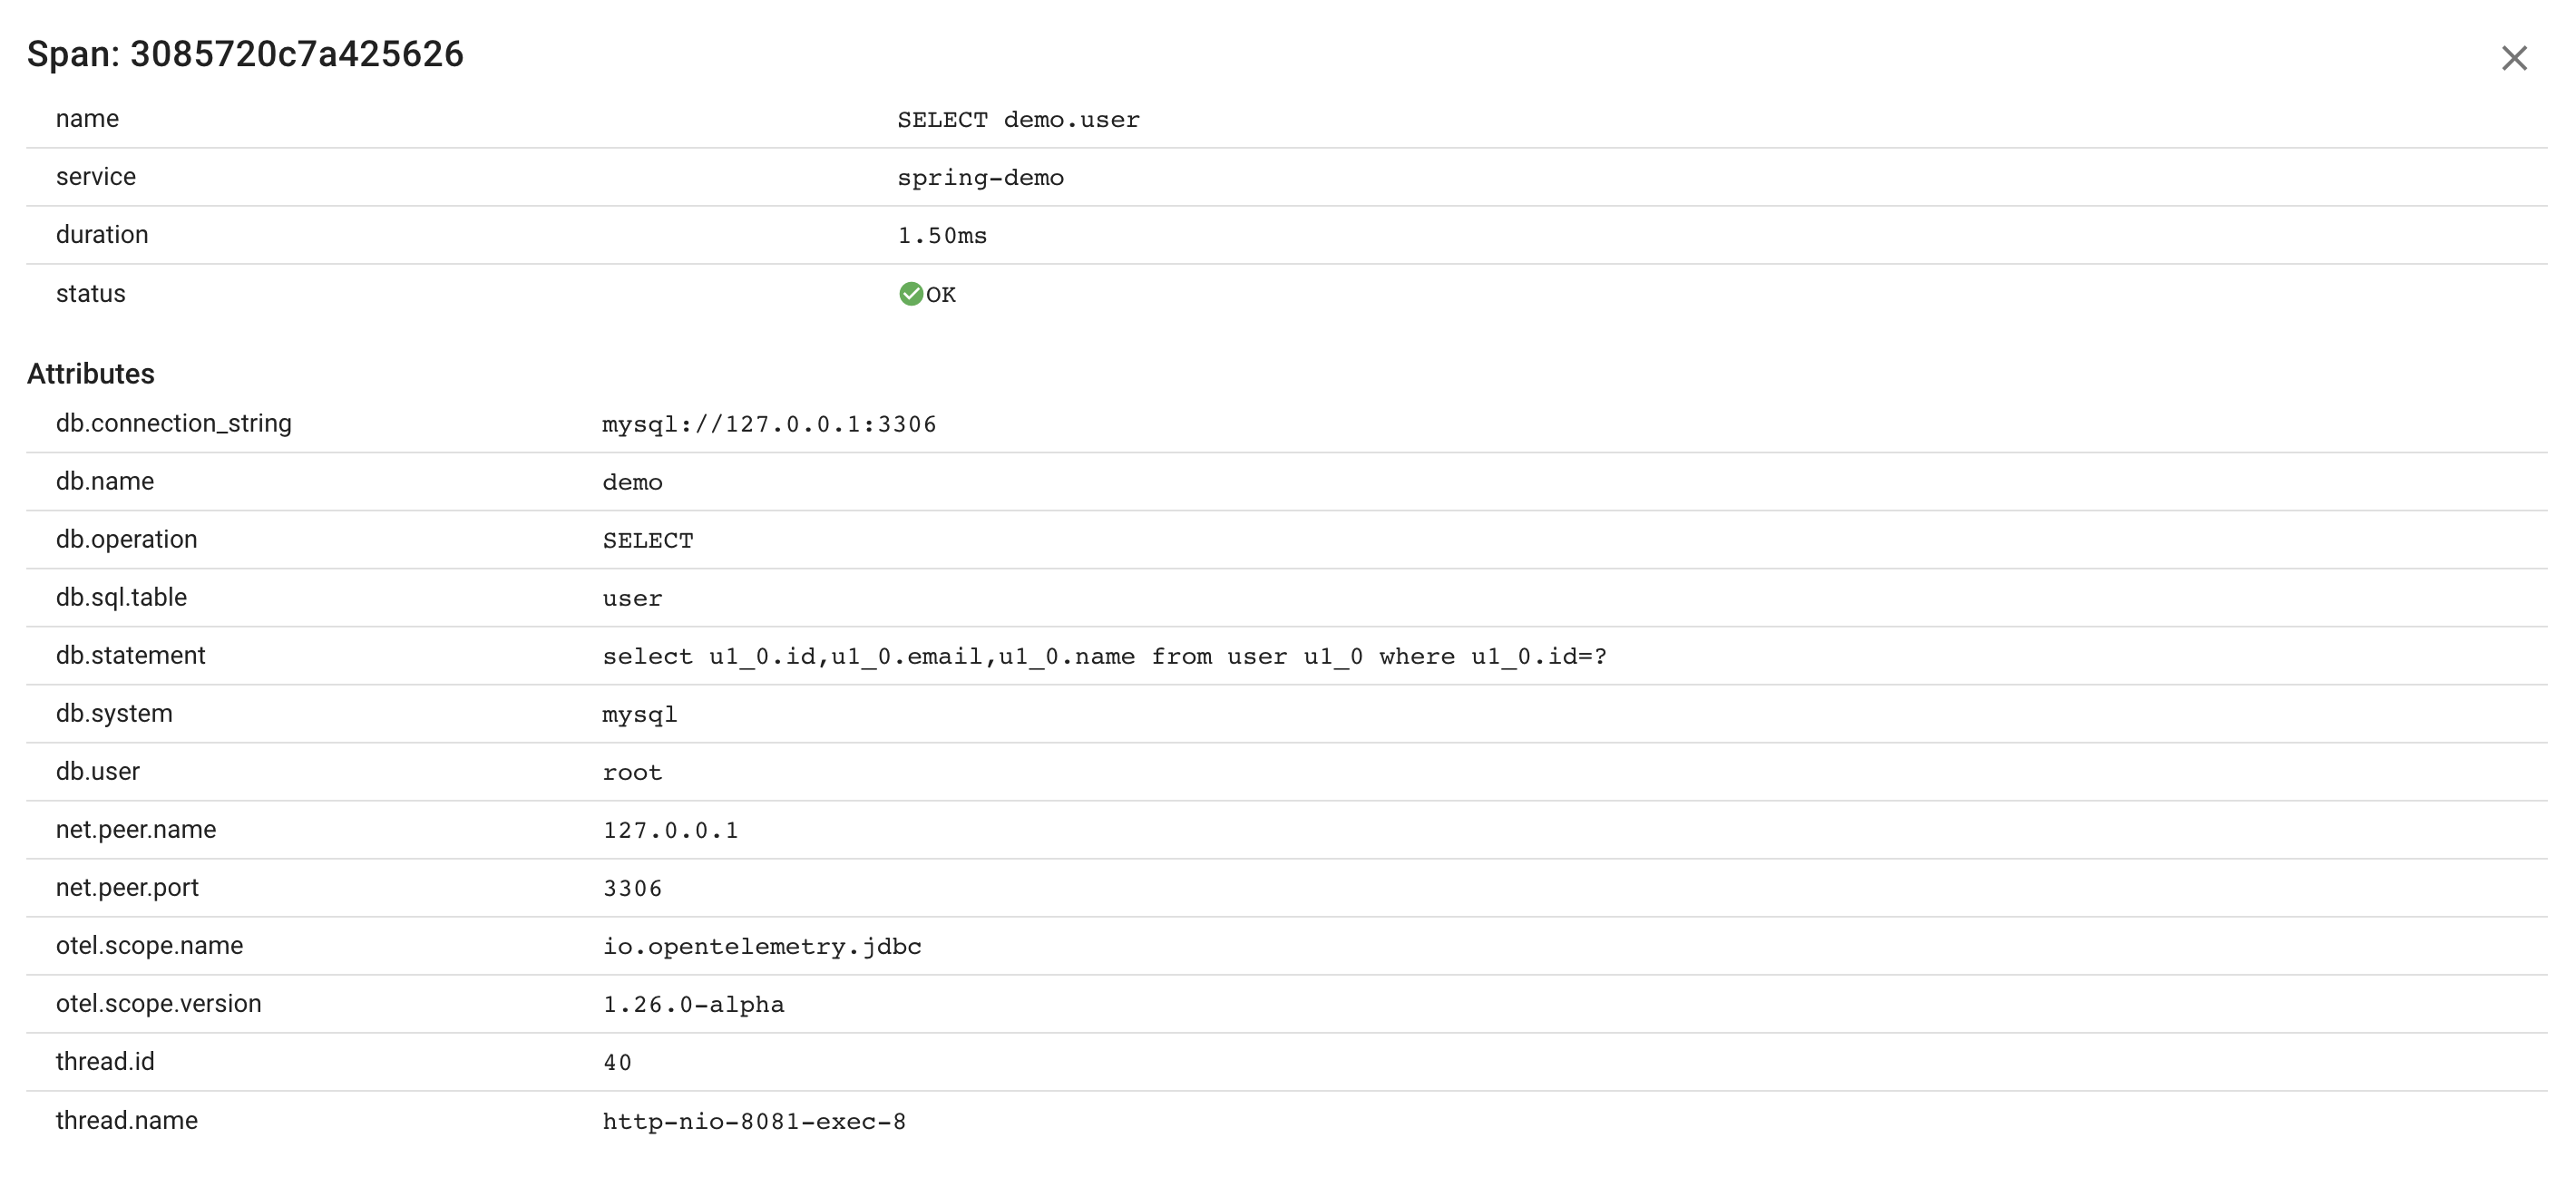 Span: 3085720c7a425626
name SELECT demo.user
service spring-demo
duration 1.50ms
status OK
Attributes
db.connection_string mysql://127.0.0.1:3306
db.name demo
db.operation SELECT
db.sql.table user
db.statement select u1_0.id,u1_0.email,u1_0.name from user u1_0 where u1_0.id=?
db.system mysql
db.user root
net.peer.name 127.0.0.1
net.peer.port 3306
otel.scope.name io.opentelemetry.jdbc
otel.scope.version 1.26.0-alpha
thread.id 40
thread.name http-nio-8081-exec-8